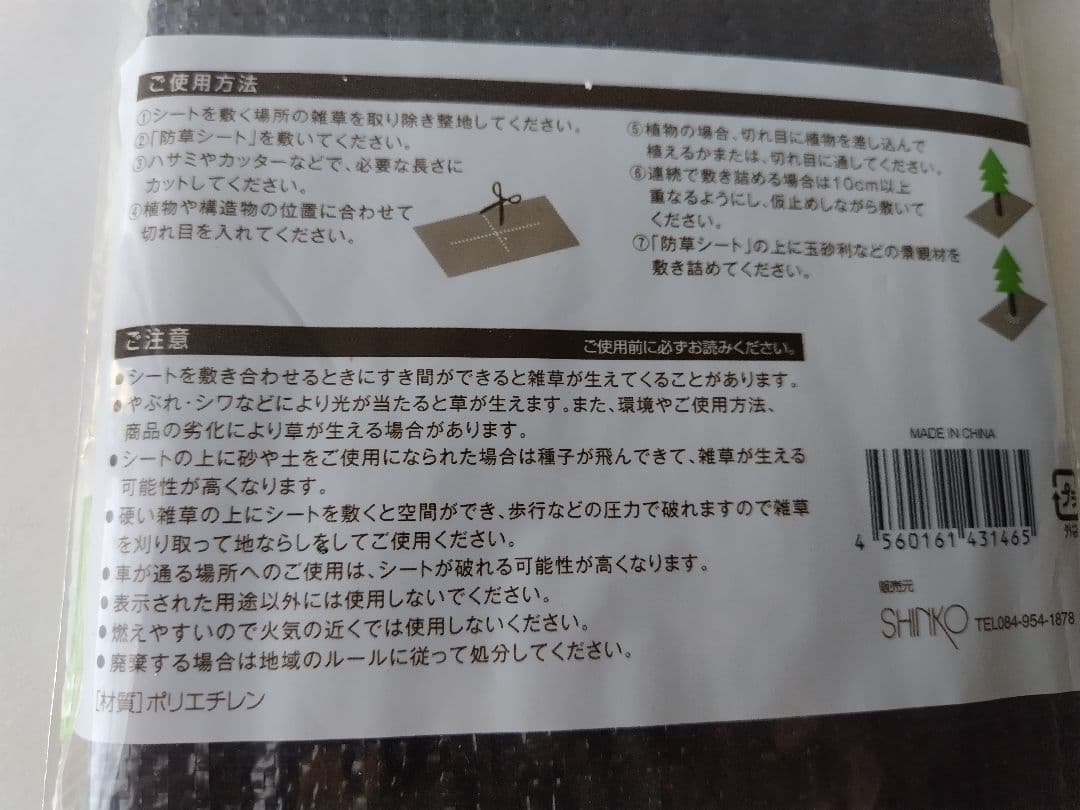 ご使用方法
①シートを敷く場所の雑草を取り除き整地してください。
②「防草シート」を敷いてください。
③ハサミやカッターなどで、必要な長さに
カットしてください。
④植物や構造物の位置に合わせて
切れ目を入れてください。
⑤植物の場合、切れ目に植物を差し込んで
植えるかまたは、切れ目に通してください。
⑥連続で敷き詰める場合は10cm以上
重なるようにし、仮止めしながら敷いて
ください。
⑦「防草シート」の上に玉砂利などの景観材を
敷き詰めてください。
ご注意
ご使用前に必ずお読みください。
●シートを敷き合わせるときにすき間ができると雑草が生えてくることがあります。
●やぶれ・シワなどにより光が当たると草が生えます。また、環境やご使用方法、
商品の劣化により草が生える場合があります。
●シートの上に砂や土をご使用になられた場合は種子が飛んできて、雑草が生える
可能性が高くなります。
●硬い雑草の上にシートを敷くと空間ができ、歩行などの圧力で破れますので雑草
を刈り取って地ならしをしてご使用ください。
●車が通る場所へのご使用は、シートが破れる可能性が高くなります。
●表示された用途以外には使用しないでください。
●燃えやすいので火気の近くでは使用しないください。
●廃棄する場合は地域のルールに従って処分してください。
[材質]ポリエチレン
MADE IN CHINA
4 560161 431465
プ
外袋
販売元
SHINKO TEL084-954-1878